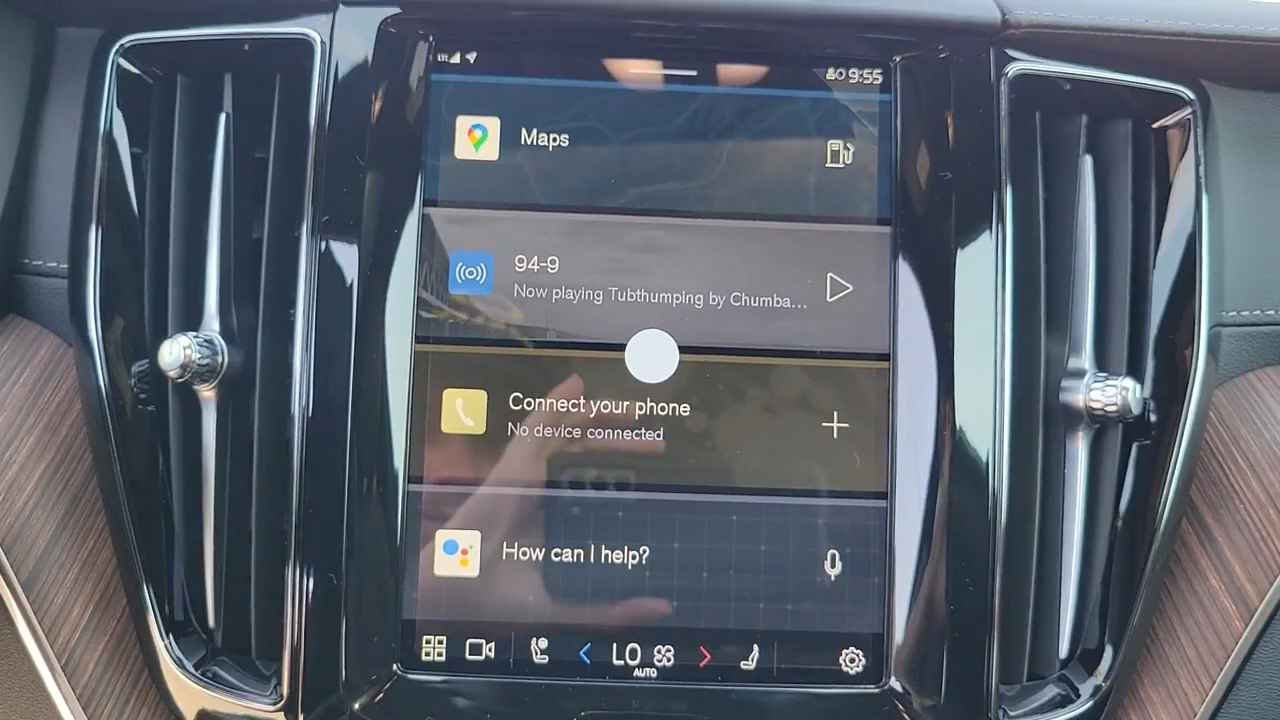 LTE
9:55
Maps
94-9
Now playing Tubthumping by Chumba...
Connect your phone
No device connected
How can I help?
LO
AUTO